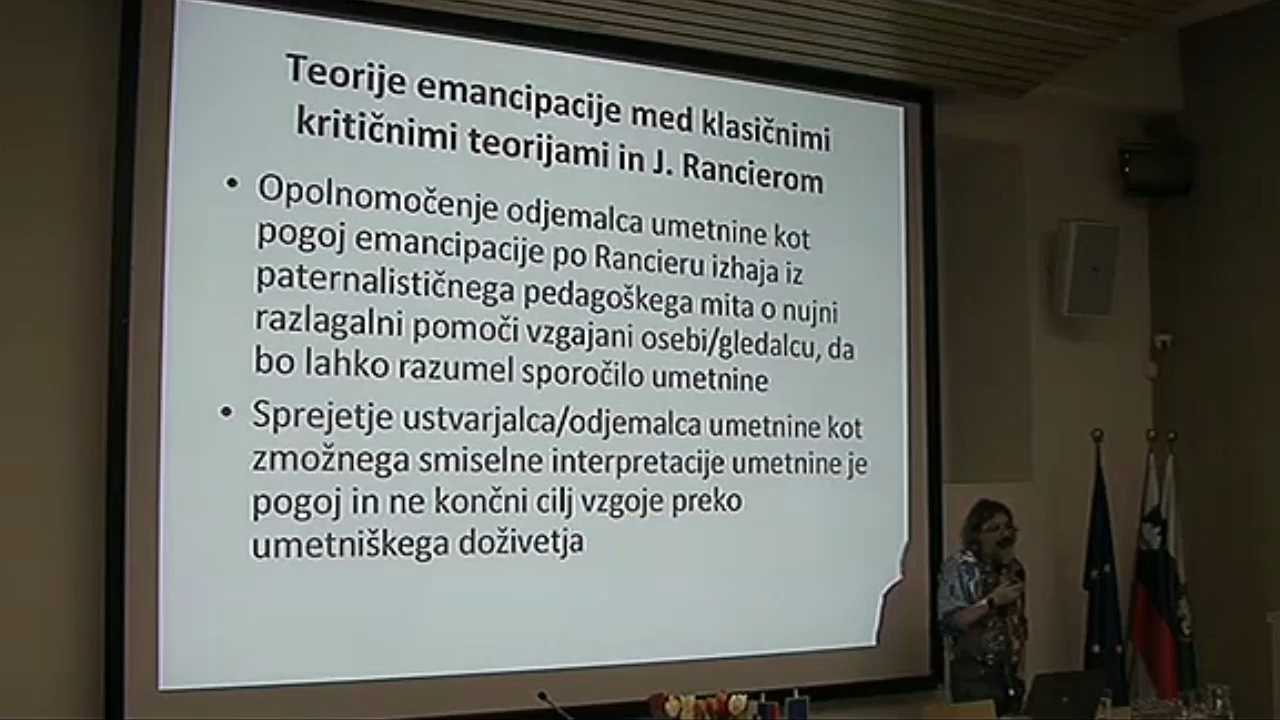 Teorije emancipacije med klasičnimi
kritičnimi teorijami in J. Rancierom
• Opolnomočenje odjemalca umetnine kot
pogoj emancipacije po Rancieru izhaja iz
paternalističnega pedagoškega mita o nujni
razlagalni pomoči vzgajani osebi/gledalcu, da
bo lahko razumel sporočilo umetnine
• Sprejetje ustvarjalca/odjemalca umetnine kot
zmožnega smiselne interpretacije umetnine je
pogoj in ne končni cilj vzgoje preko
umetniškega doživetja